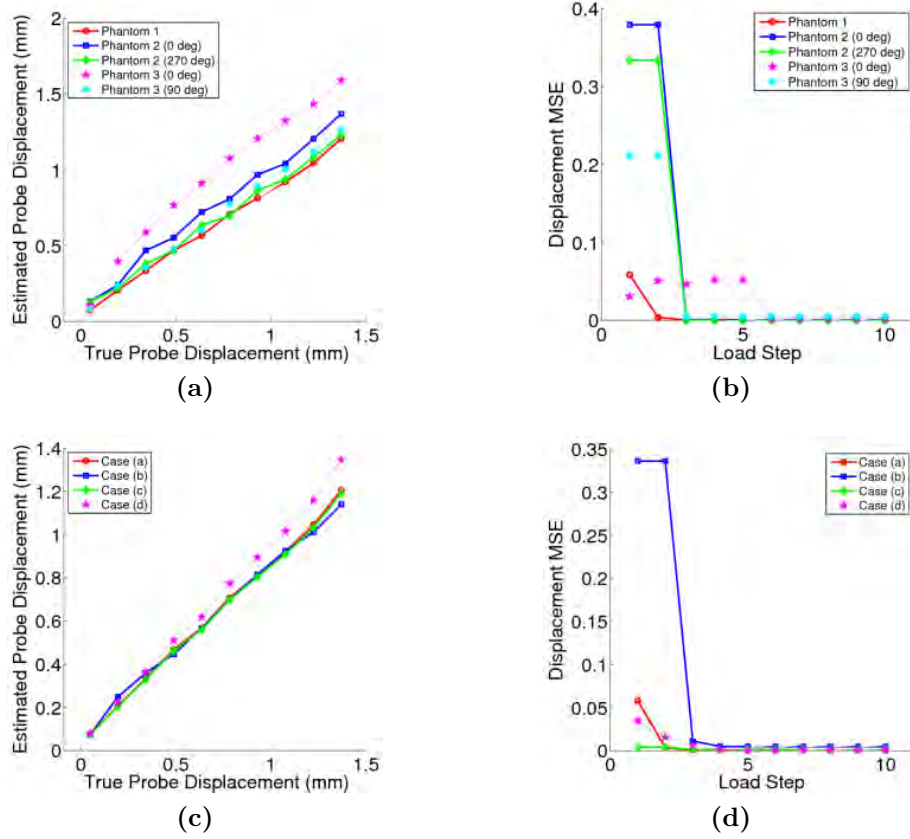 2
1.5
1
0.5
0
Estimated Probe Displacement (mm)
Phantom 1
Phantom 2 (0 deg)
Phantom 2 (270 deg)
Phantom 3 (0 deg)
Phantom 3 (90 deg)
0 0.5 1 1.5
True Probe Displacement (mm)
(a)
0.4
0.3
0.2
0.1
0
Displacement MSE
Phantom 1
Phantom 2 (0 deg)
Phantom 2 (270 deg)
Phantom 3 (0 deg)
Phantom 3 (90 deg)
0 5 10
Load Step
(b)
1.4
1.2
1
0.8
0.6
0.4
0.2
0
Estimated Probe Displacement (mm)
Case (a)
Case (b)
Case (c)
Case (d)
0 0.5 1 1.5
True Probe Displacement (mm)
(c)
0.35
0.3
0.25
0.2
0.15
0.1
0.05
0
Displacement MSE
Case (a)
Case (b)
Case (c)
Case (d)
0 5 10
Load Step
(d)